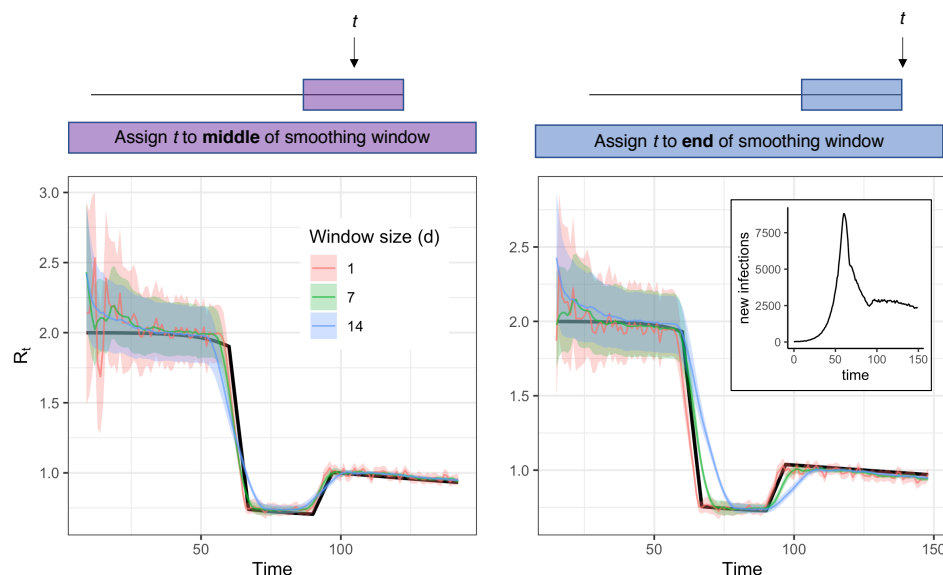 t
t
Assign t to middle of smoothing window
Assign t to end of smoothing window
3.0
2.5
2.0
1.5
1.0
Rt
50
100
Time
Window size (d)
1
7
14
2.5
2.0
1.5
1.0
50
100
150
Time
7500
5000
2500
0
new infections
0
50
100
150
time